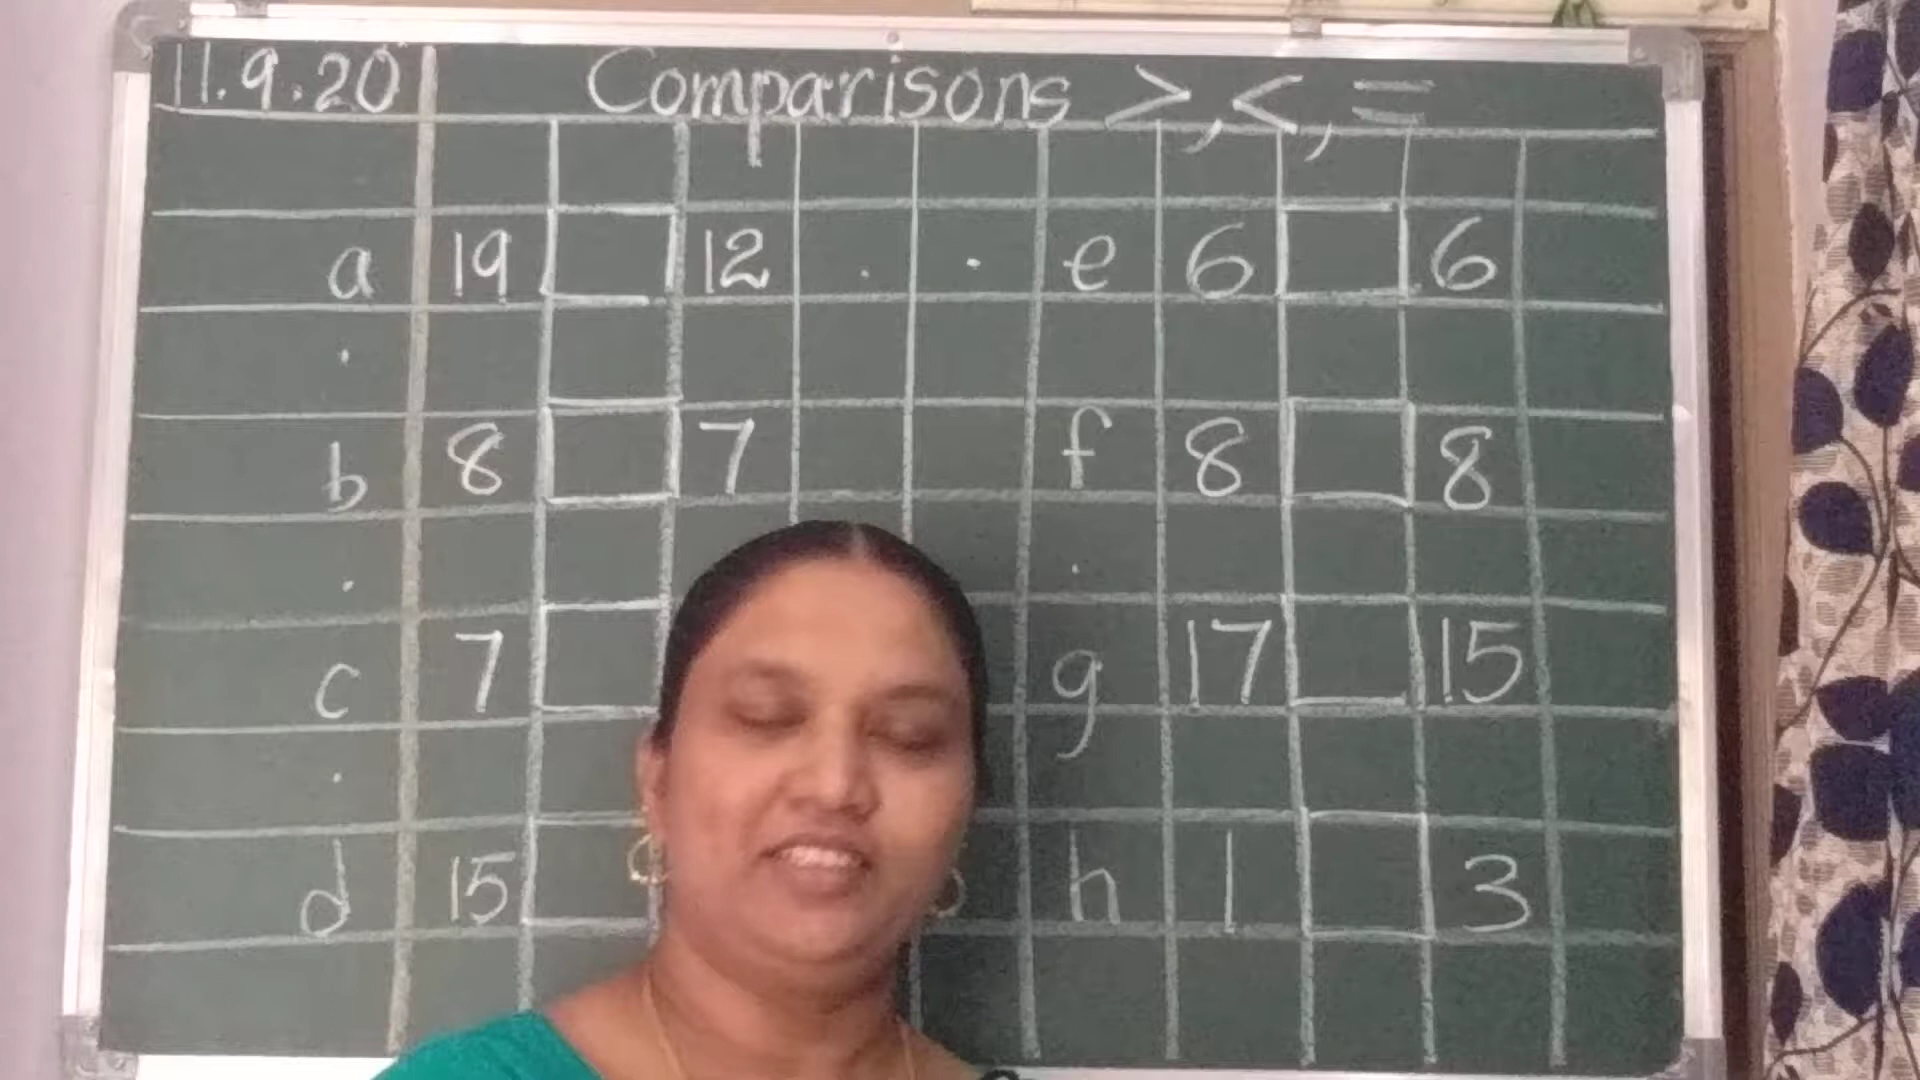 11.9.20 Comparisons >, <, =
a 19 12 . . e 6 6
b 8 7 f 8 8
c 7 g 17 15
d 15 h 1 3